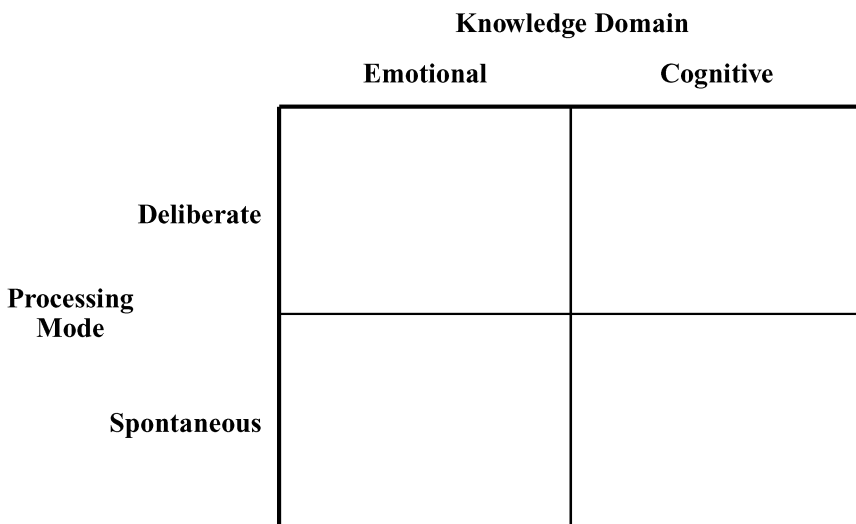 Knowledge Domain
Emotional
Cognitive
Deliberate
Processing
Mode
Spontaneous